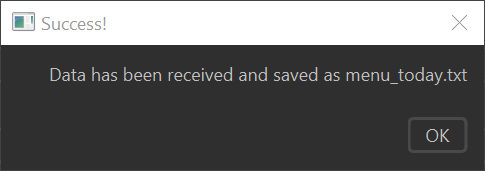 Success!
Data has been received and saved as menu_today.txt
OK